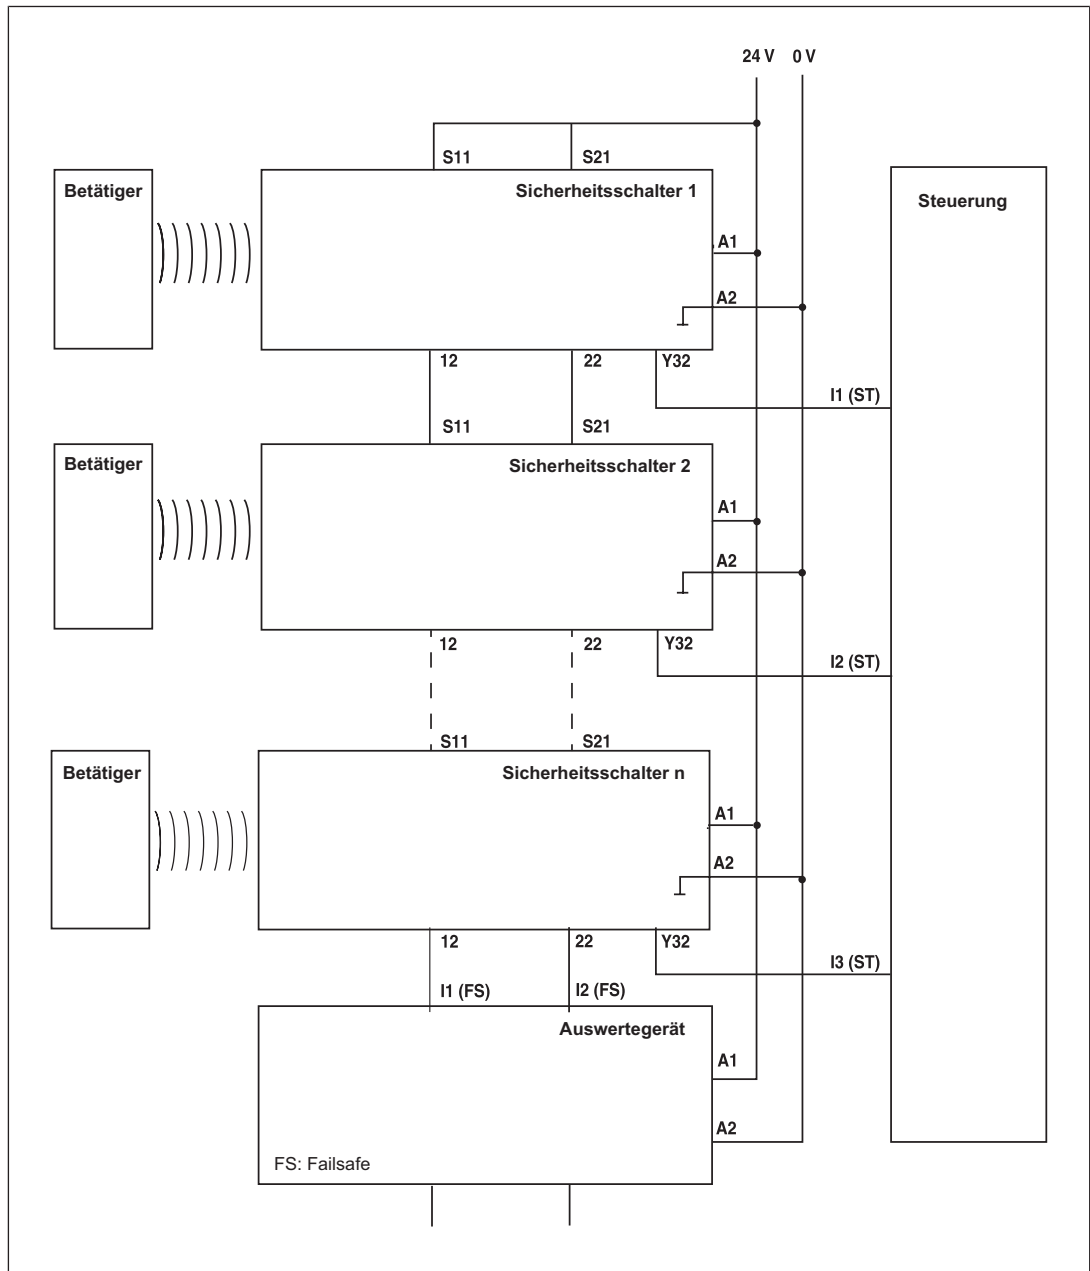 24 V 0 V
S11 S21
Betätiger Sicherheitsschalter 1 Steuerung
A1
A2
12 22 Y32
I1 (ST)
S11 S21
Betätiger Sicherheitsschalter 2
A1
A2
12 22 Y32
I2 (ST)
S11 S21
Betätiger Sicherheitsschalter n
A1
A2
12 22 Y32
I3 (ST)
I1 (FS) I2 (FS)
Auswertegerät
A1
A2
FS: Failsafe